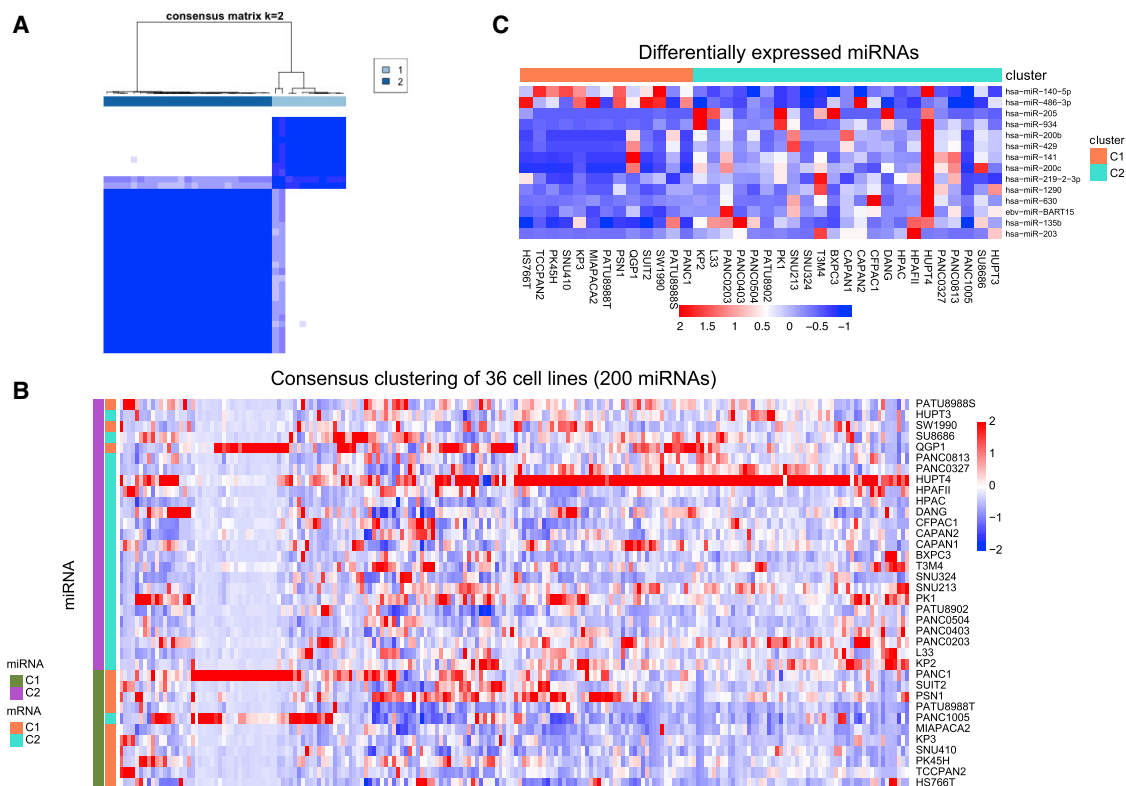 A
consensus matrix k=2
1
2
C
Differentially expressed miRNAs
cluster
hsa-miR-140-5p
hsa-miR-486-3p
hsa-miR-205
hsa-miR-934
hsa-miR-200b
hsa-miR-429
hsa-miR-141
hsa-miR-200c
hsa-miR-219-2-3p
hsa-miR-1290
hsa-miR-630
ebv-miR-BART15
hsa-miR-135b
hsa-miR-203
cluster
C1
C2
HS766T
TCCPAN2
PK45H
SNU410
KP3
MIAPACA2
PATU8988T
PSN1
QGP1
SUIT2
SW1990
PATU8988S
PANC1
KP2
L33
PANC0203
PANC0403
PANC0504
PATU8902
PK1
SNU213
SNU324
T3M4
BXPC3
CAPAN1
CAPAN2
CFPAC1
DANG
HPAC
HPAFII
HUPT4
PANC0327
PANC0813
PANC1005
SU8686
HUPT3
2 1.5 1 0.5 0 −0.5 −1
B
Consensus clustering of 36 cell lines (200 miRNAs)
PATU8988S
HUPT3
SW1990
SU8686
QGP1
PANC0813
PANC0327
HUPT4
HPAFII
HPAC
DANG
CFPAC1
CAPAN2
CAPAN1
BXPC3
T3M4
SNU324
SNU213
PK1
PATU8902
PANC0504
PANC0403
PANC0203
L33
KP2
PANC1
SUIT2
PSN1
PATU8988T
PANC1005
MIAPACA2
KP3
SNU410
PK45H
TCCPAN2
HS766T
2
1
0
−1
−2
miRNA
miRNA
C1
C2
mRNA
C1
C2